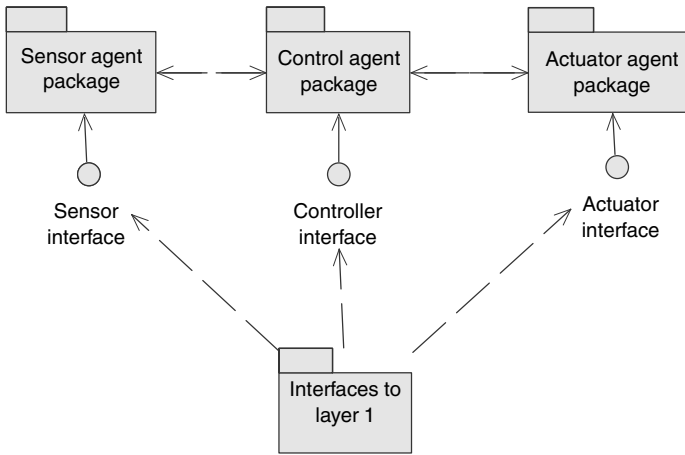 Sensor agent
package
Control agent
package
Actuator agent
package
Sensor
interface
Controller
interface
Actuator
interface
Interfaces to
layer 1